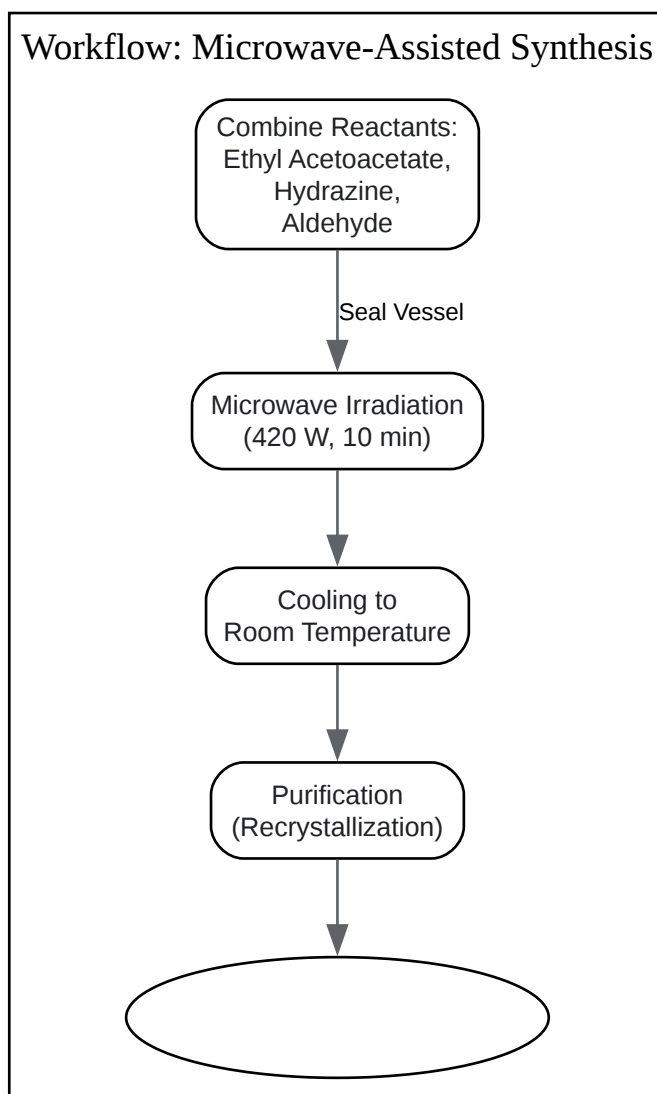 Workflow: Microwave-Assisted Synthesis
Combine Reactants:
Ethyl Acetoacetate,
Hydrazine,
Aldehyde
Seal Vessel
Microwave Irradiation
(420 W, 10 min)
Cooling to
Room Temperature
Purification
(Recrystallization)